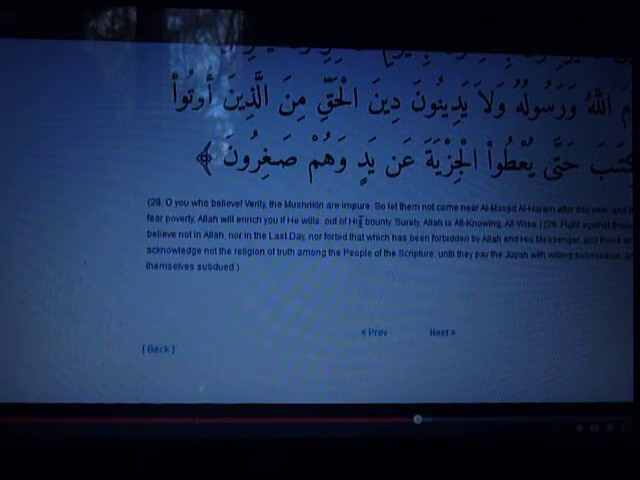 مَ اللَّهُ وَرَسُولُهُ وَلاَ يَدِينُونَ دِينَ الْحَقِّ مِنَ الَّذِينَ أُوتُواْ
حَتَّى يُعْطُواْ الْجِزْيَةَ عَن يَدٍ وَهُمْ صَـغِرُونَ ﴾
(28. O you who believe! Verily, the Mushrikin are impure. So let them not come near Al-Masjid Al-Haram after this year, and
fear poverty, Allah will enrich you if He wills, out of His bounty. Surely, Allah is All-Knowing, All-Wise.) (29. Fight against those
believe not in Allah, nor in the Last Day, nor forbid that which has been forbidden by Allah and His Messenger, and those
acknowledge not the religion of truth among the People of the Scripture, until they pay the Jizyah with willing submission,
themselves subdued.)
< Prev Next >
[ Back ]